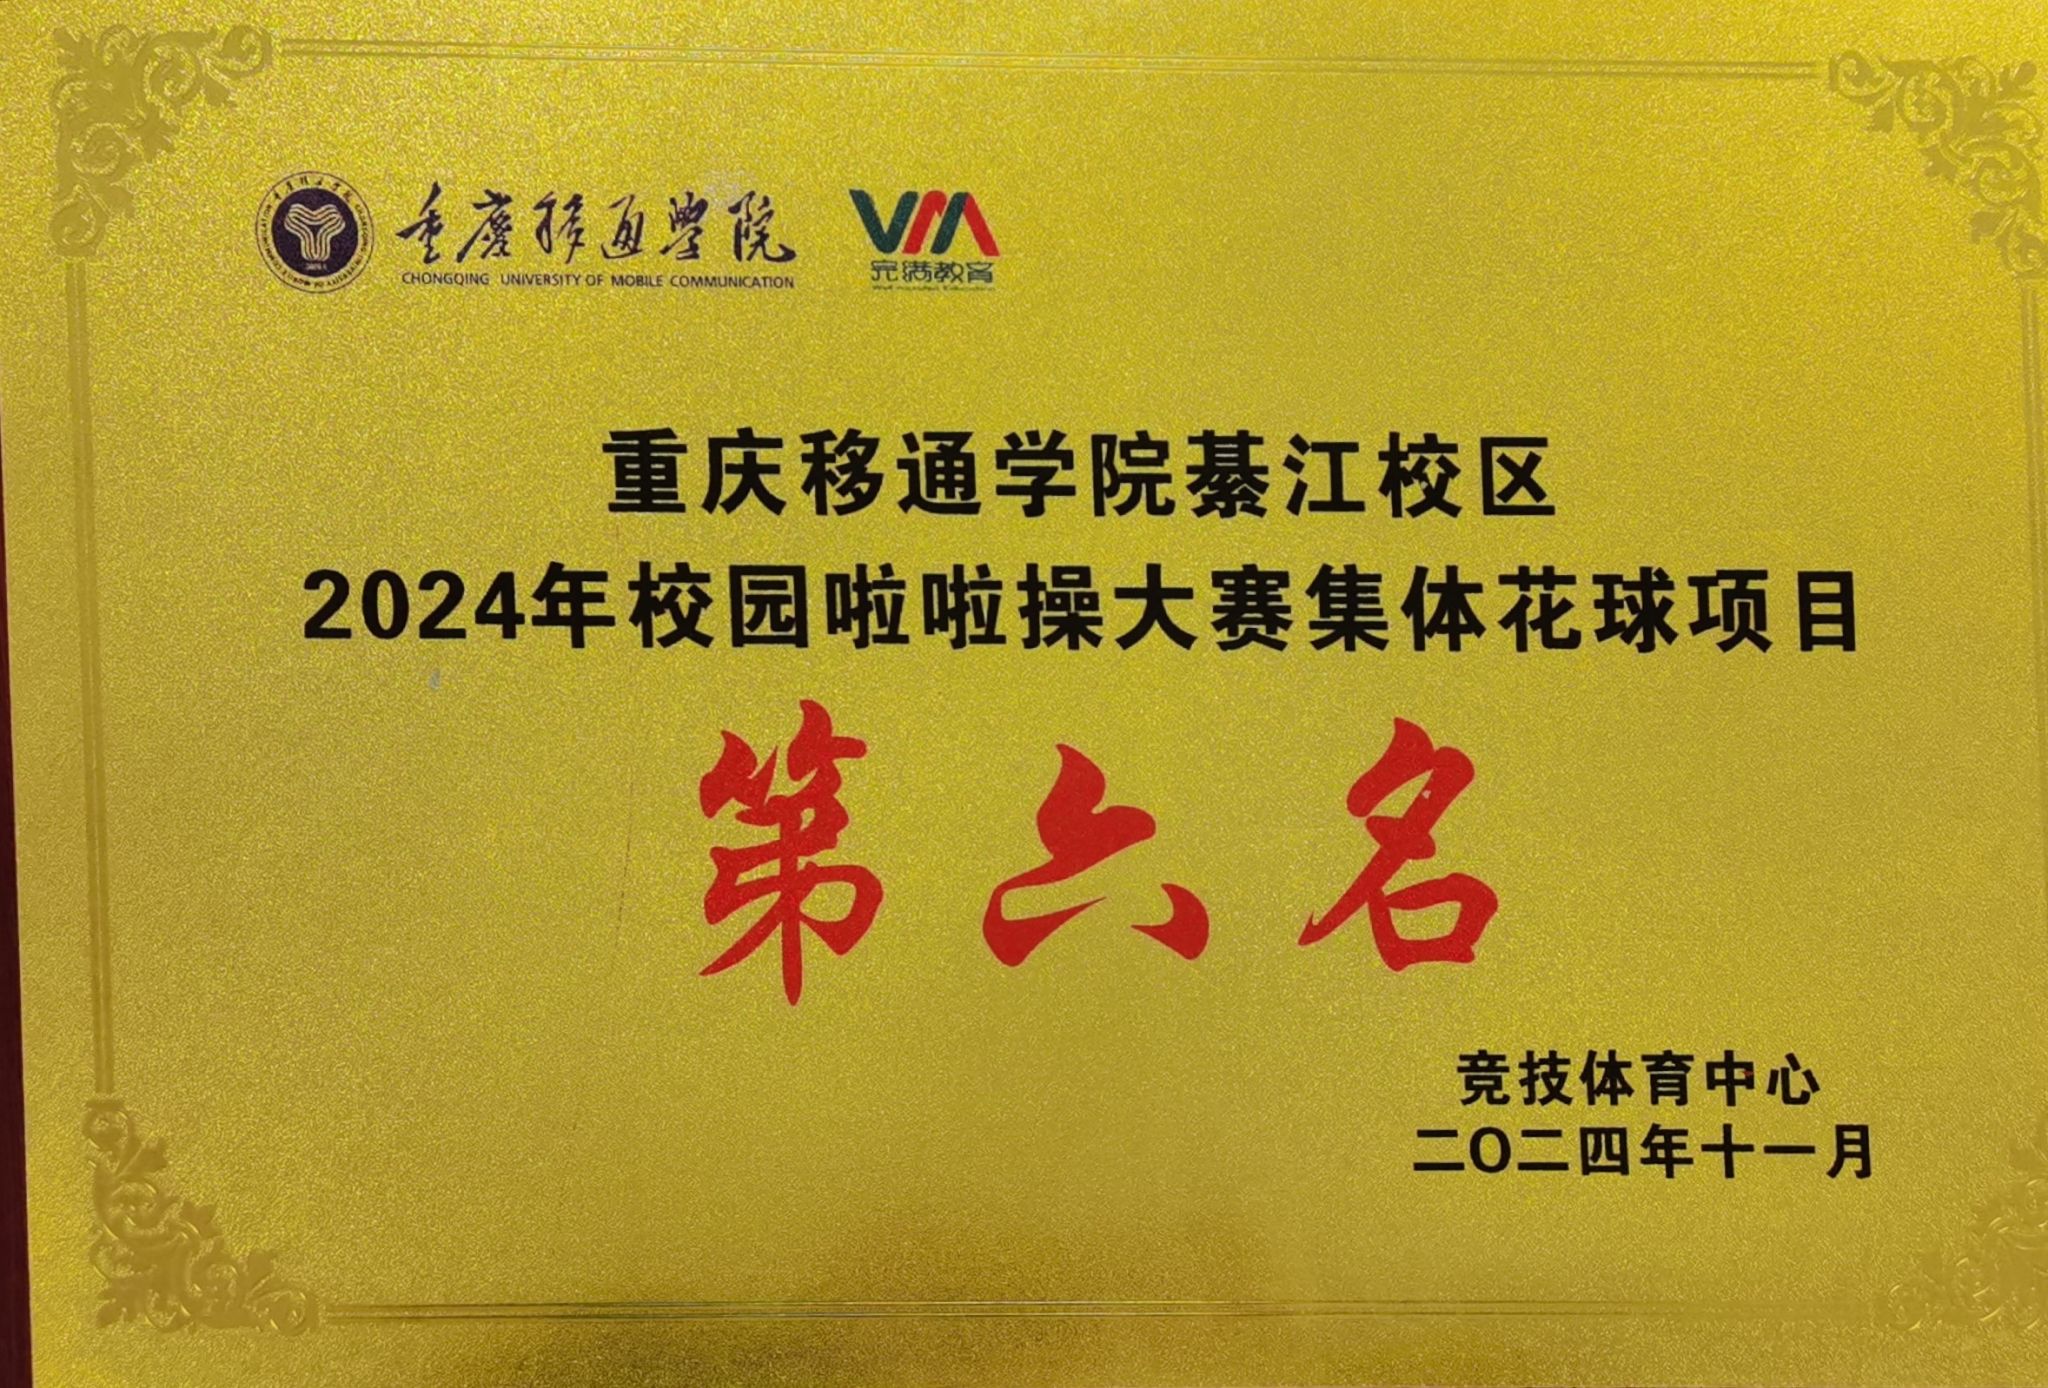 重慶移通學院
CHONGQING UNIVERSITY OF MOBILE COMMUNICATION
VM
完满教育
重庆移通学院綦江校区
2024年校园啦啦操大赛集体花球项目
第六名
竞技体育中心
二〇二四年十一月